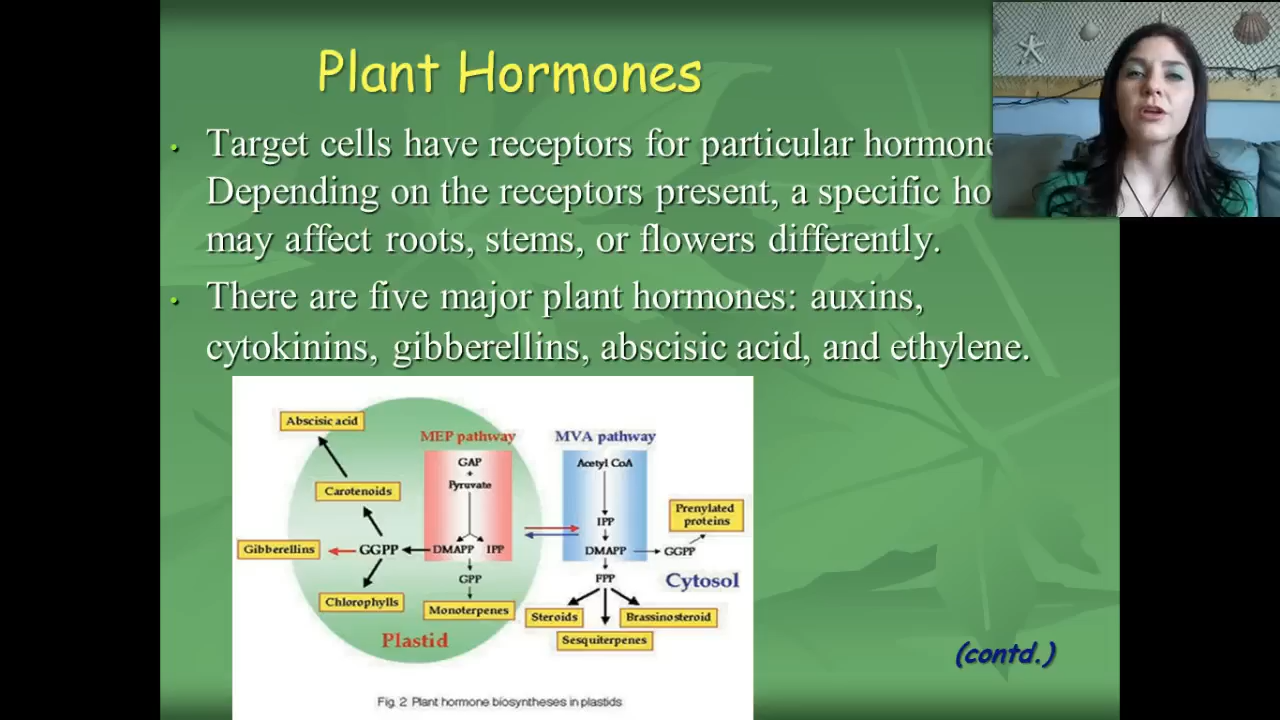 Plant Hormones
• Target cells have receptors for particular
Depending on the receptors present, a specific
may affect roots, stems, or flowers differently.
• There are five major plant hormones: auxins,
cytokinins, gibberellins, abscisic acid, and ethylene.
Abscisic acid
Carotenoids
Gibberellins
GGPP
Chlorophylls
Plastid
MEP pathway
GAP
+
Pyruvate
DMAPP IPP
GPP
Monoterpenes
MVA pathway
Acetyl CoA
IPP
DMAPP
GGPP
Prenylated
proteins
Cytosol
FPP
Steroids
Brassinosteroid
Sesquiterpenes
(contd.)
Fig. 2 Plant hormone biosyntheses in plastids